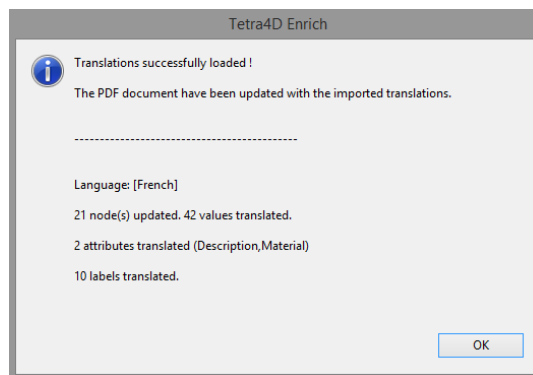 Tetra4D Enrich
Translations successfully loaded !
The PDF document have been updated with the imported translations.
-------------------------------------------
Language: [French]
21 node(s) updated. 42 values translated.
2 attributes translated (Description,Material)
10 labels translated.
OK